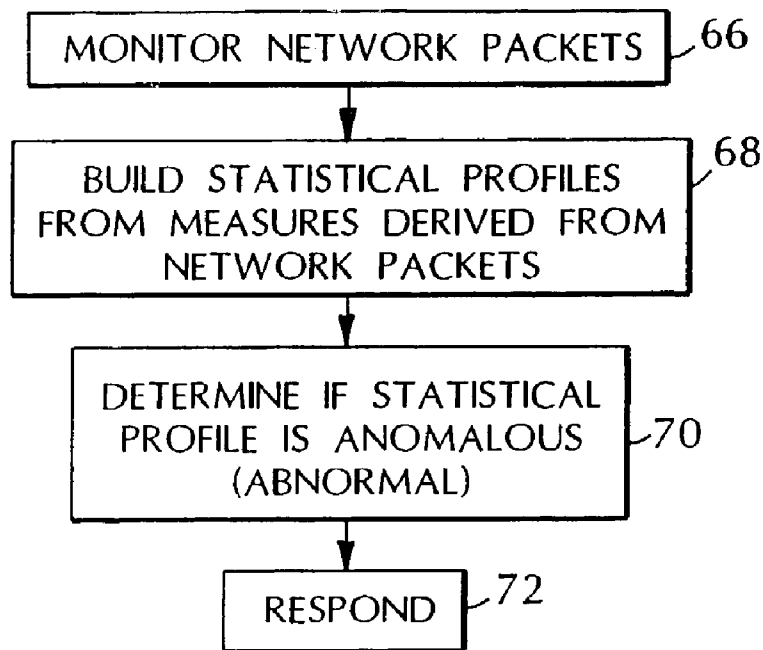 MONITOR NETWORK PACKETS
66
BUILD STATISTICAL PROFILES
FROM MEASURES DERIVED FROM
NETWORK PACKETS
68
DETERMINE IF STATISTICAL
PROFILE IS ANOMALOUS
(ABNORMAL)
70
RESPOND
72